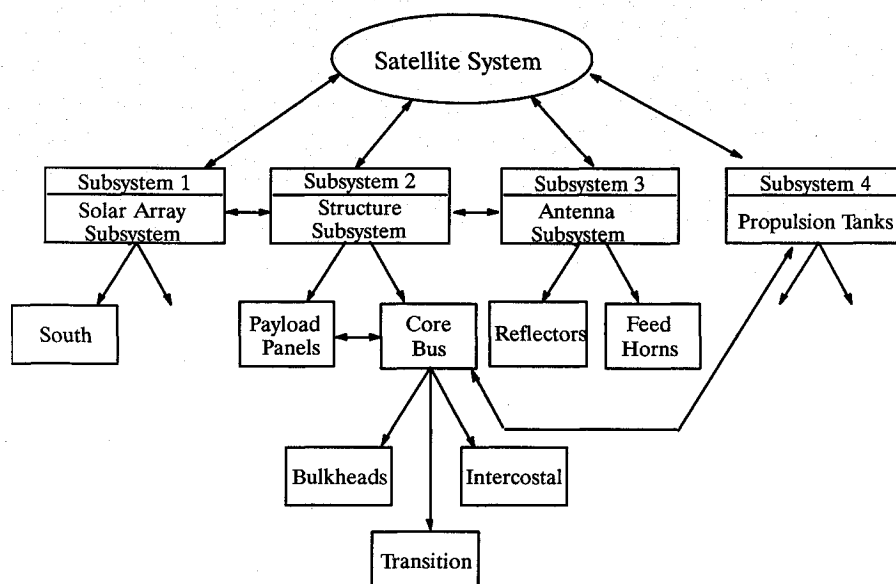 Satellite System
Subsystem 1
Solar Array
Subsystem
Subsystem 2
Structure
Subsystem
Subsystem 3
Antenna
Subsystem
Subsystem 4
Propulsion Tanks
South
Payload
Panels
Core
Bus
Reflectors
Feed
Horns
Bulkheads
Intercostal
Transition